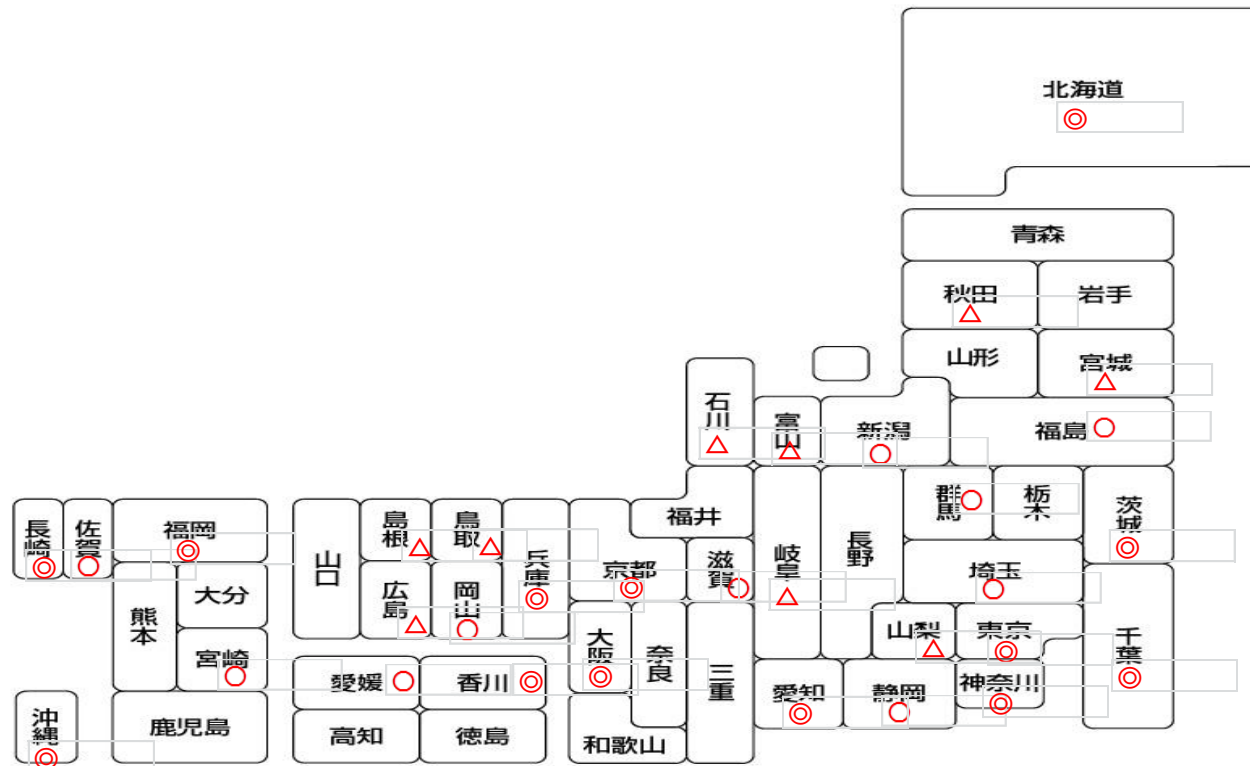 北海道
◎
青森
秋田
△
岩手
山形
宮城
△
石川
△
富山
△
新潟
○
福島
○
長崎
◎
佐賀
○
福岡
◎
山口
島根
△
鳥取
△
兵庫
◎
京都
◎
福井
滋賀
○
岐阜
△
長野
群馬
○
栃木
茨城
◎
埼玉
○
熊本
大分
広島
△
岡山
○
宮崎
○
大阪
◎
奈良
三重
山梨
△
東京
◎
千葉
◎
愛媛
○
香川
◎
愛知
◎
静岡
○
神奈川
◎
沖縄
◎
鹿児島
高知
徳島
和歌山